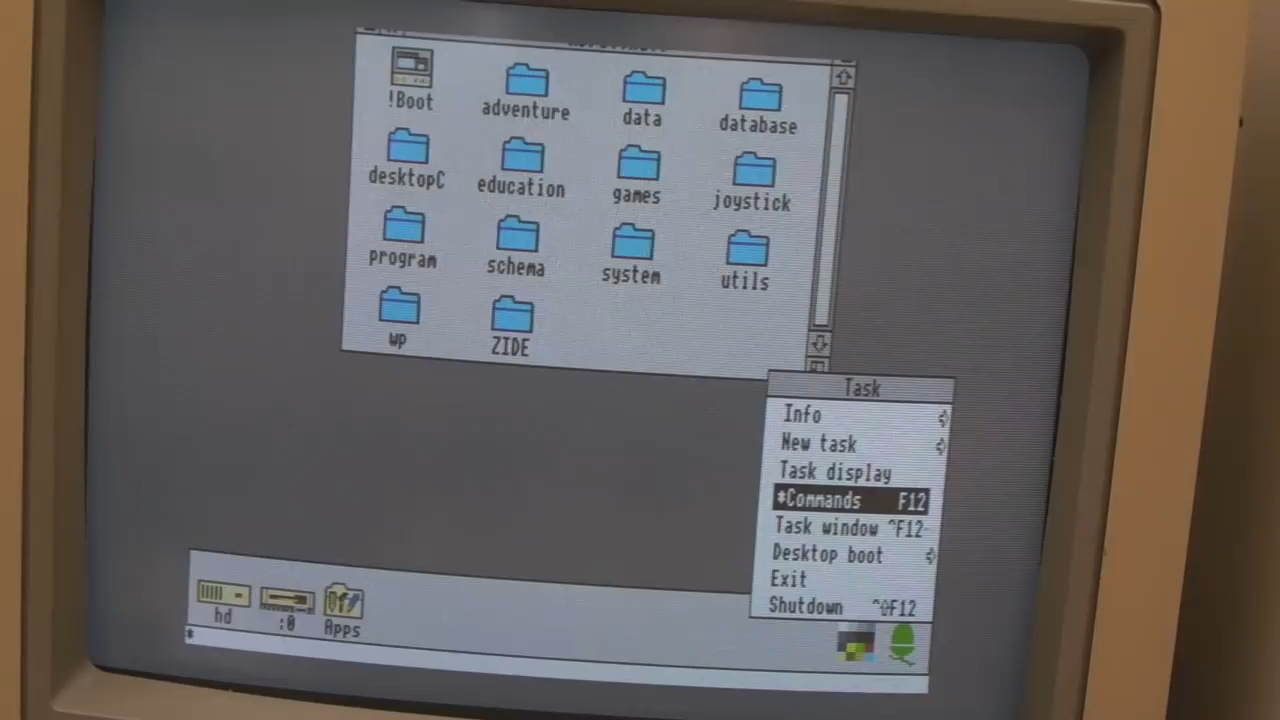 !Boot adventure data database
desktopC education games joystick
program schema system utils
wp ZIDE
Task
Info
New task
Task display
*Commands F12
Task window ^F12
Desktop boot
Exit
Shutdown ^⇧F12
hd :0 Apps
*